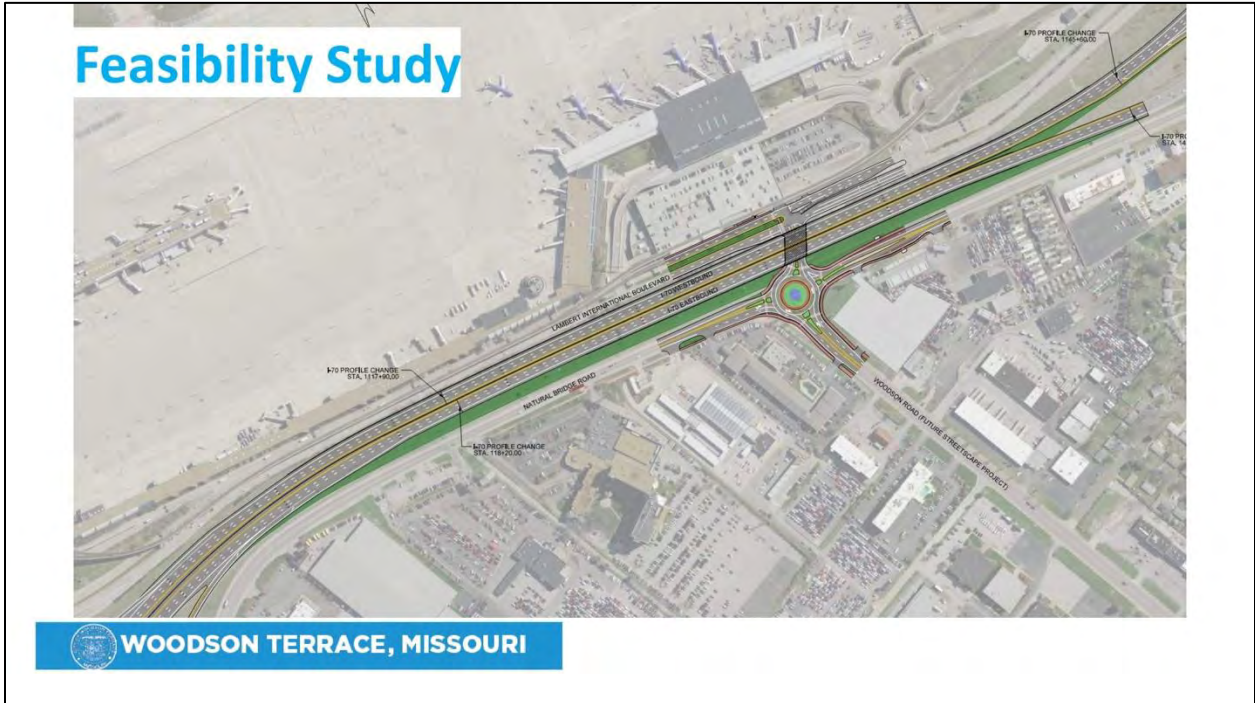 Feasibility Study
I-70 PROFILE CHANGE
STA. 1145+60.00
I-70
STA. 14
LAMBERT INTERNATIONAL BOULEVARD
I-70 WESTBOUND
I-70 EASTBOUND
I-70 PROFILE CHANGE
STA. 1117+90.00
NATURAL BRIDGE ROAD
I-70 PROFILE CHANGE
STA. 118+20.00
WOODSON ROAD (FUTURE STREETSCAPE PROJECT)
WOODSON TERRACE, MISSOURI